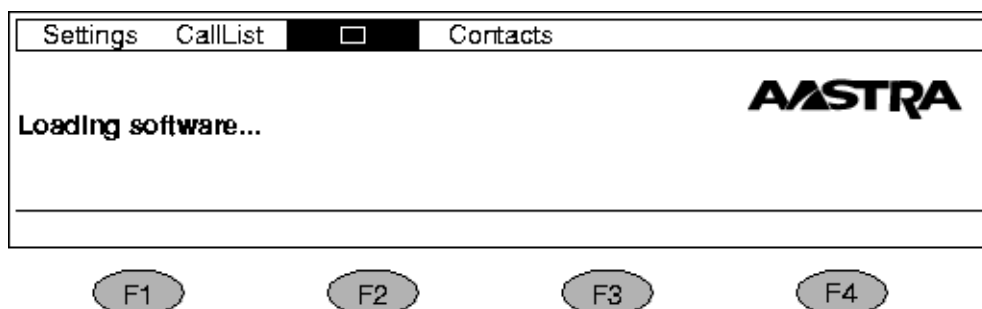 Settings CallList Contacts
AASTRA
Loading software...
F1 F2 F3 F4